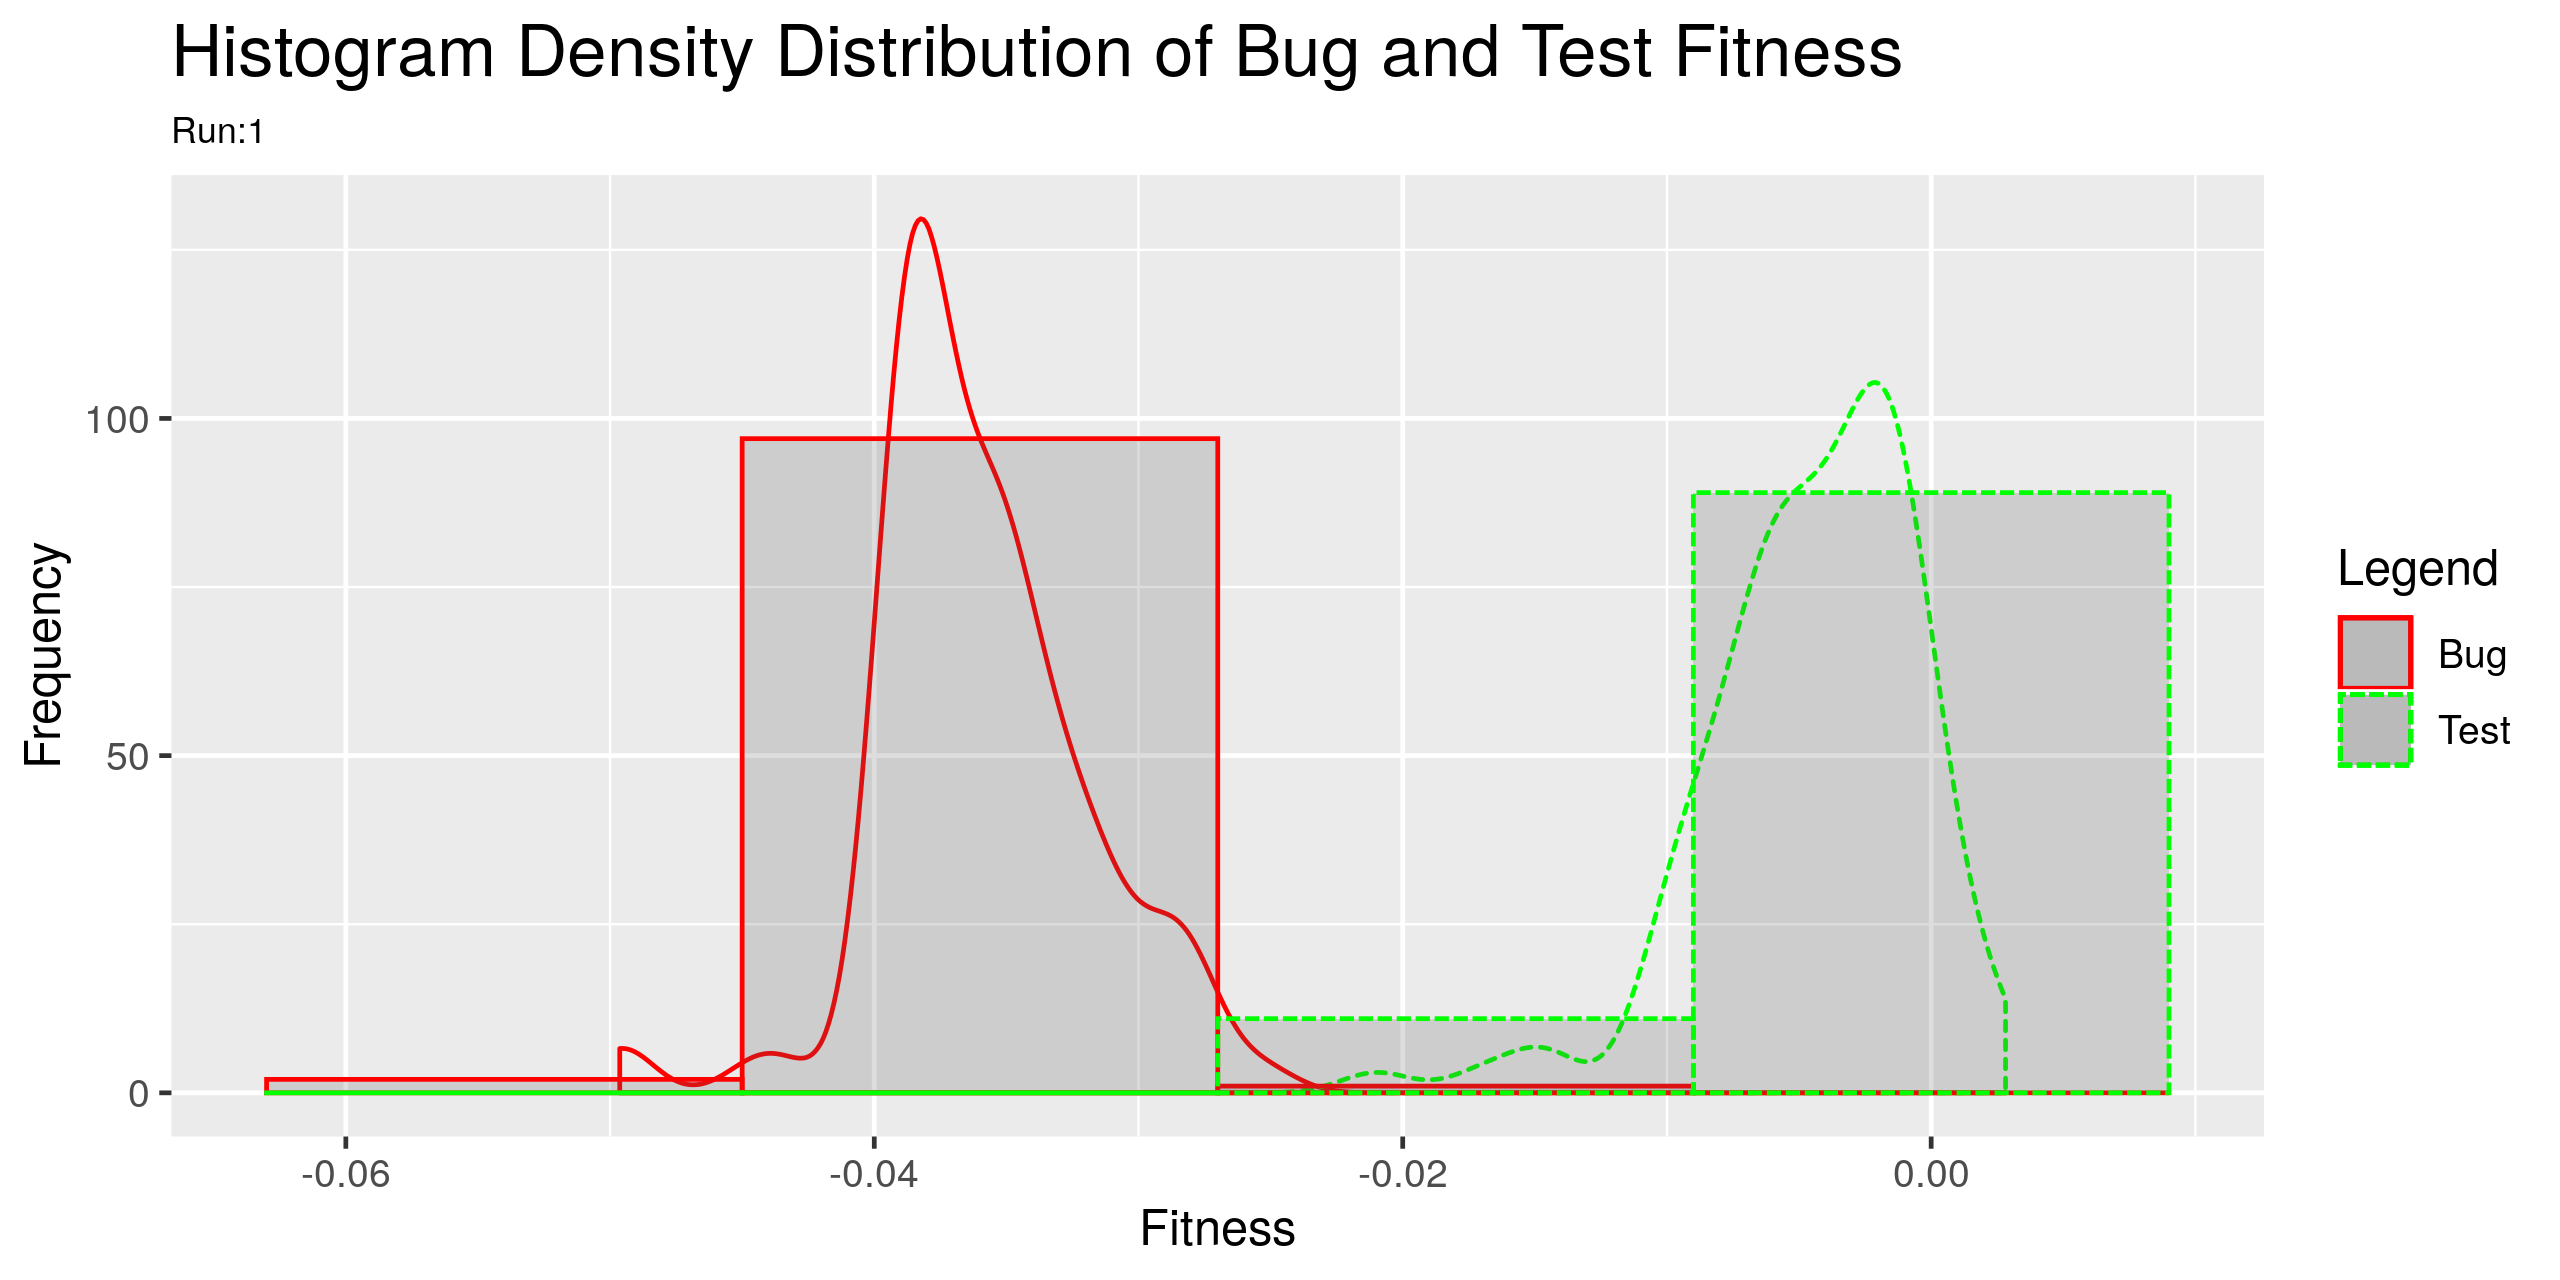 Histogram Density Distribution of Bug and Test Fitness
Run:1
Frequency
100
50
0
-0.06
-0.04
-0.02
0.00
Fitness
Legend
Bug
Test